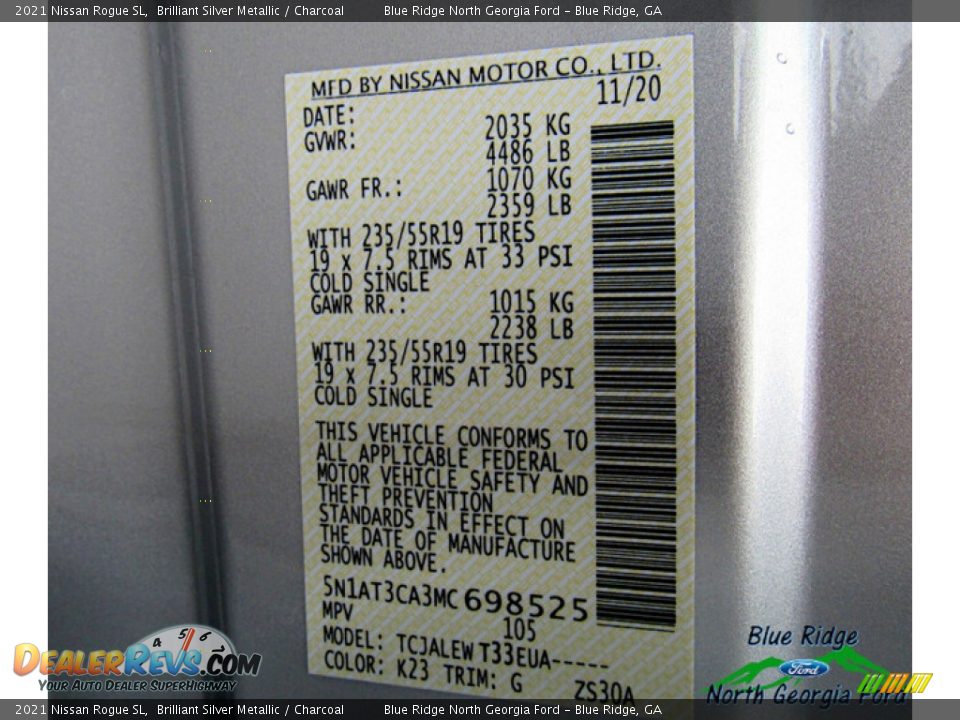 2021 Nissan Rogue SL, Brilliant Silver Metallic / Charcoal Blue Ridge North Georgia Ford - Blue Ridge, GA
MFD BY NISSAN MOTOR CO., LTD.
DATE: 11/20
GVWR: 2035 KG
4486 LB
GAWR FR.: 1070 KG
2359 LB
WITH 235/55R19 TIRES
19 x 7.5 RIMS AT 33 PSI
COLD SINGLE
GAWR RR.: 1015 KG
2238 LB
WITH 235/55R19 TIRES
19 x 7.5 RIMS AT 30 PSI
COLD SINGLE
THIS VEHICLE CONFORMS TO
ALL APPLICABLE FEDERAL
MOTOR VEHICLE SAFETY AND
THEFT PREVENTION
STANDARDS IN EFFECT ON
THE DATE OF MANUFACTURE
SHOWN ABOVE.
5N1AT3CA3MC698525
MPV 105
MODEL: TCJALEWT33EUA-----
COLOR: K23 TRIM: G ZS30A
4 5 6
DEALERREVS.COM
YOUR AUTO DEALER SUPERHIGHWAY
Blue Ridge
Ford
North Georgia Ford
2021 Nissan Rogue SL, Brilliant Silver Metallic / Charcoal Blue Ridge North Georgia Ford - Blue Ridge, GA